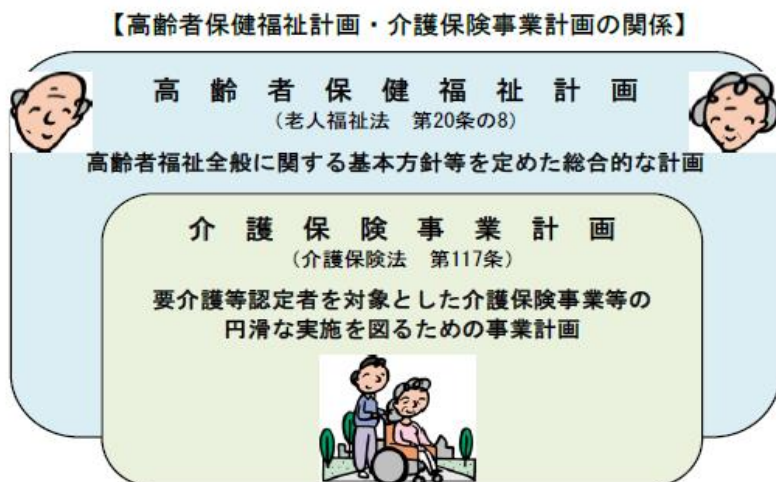 【高齢者保健福祉計画・介護保険事業計画の関係】
高齢者保健福祉計画
（老人福祉法　第20条の8）
高齢者福祉全般に関する基本方針等を定めた総合的な計画
介護保険事業計画
（介護保険法　第117条）
要介護等認定者を対象とした介護保険事業等の
円滑な実施を図るための事業計画